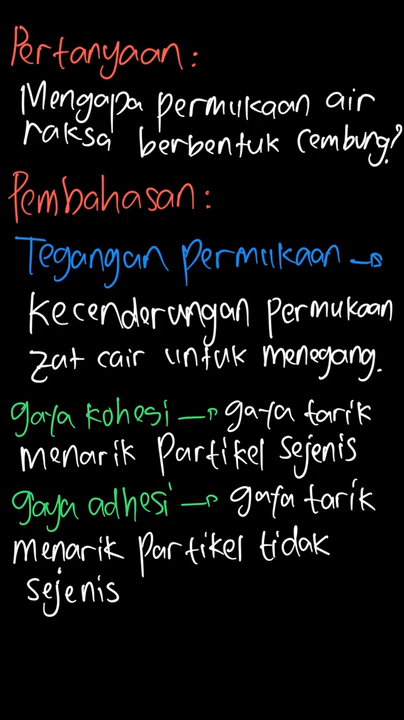 Pertanyaan:
Mengapa permukaan air
raksa berbentuk cembung?
Pembahasan:
Tegangan permukaan →
Kecenderungan permukaan
zat cair untuk menegang.
gaya kohesi → gaya tarik
menarik partikel sejenis
gaya adhesi → gaya tarik
menarik partikel tidak
sejenis